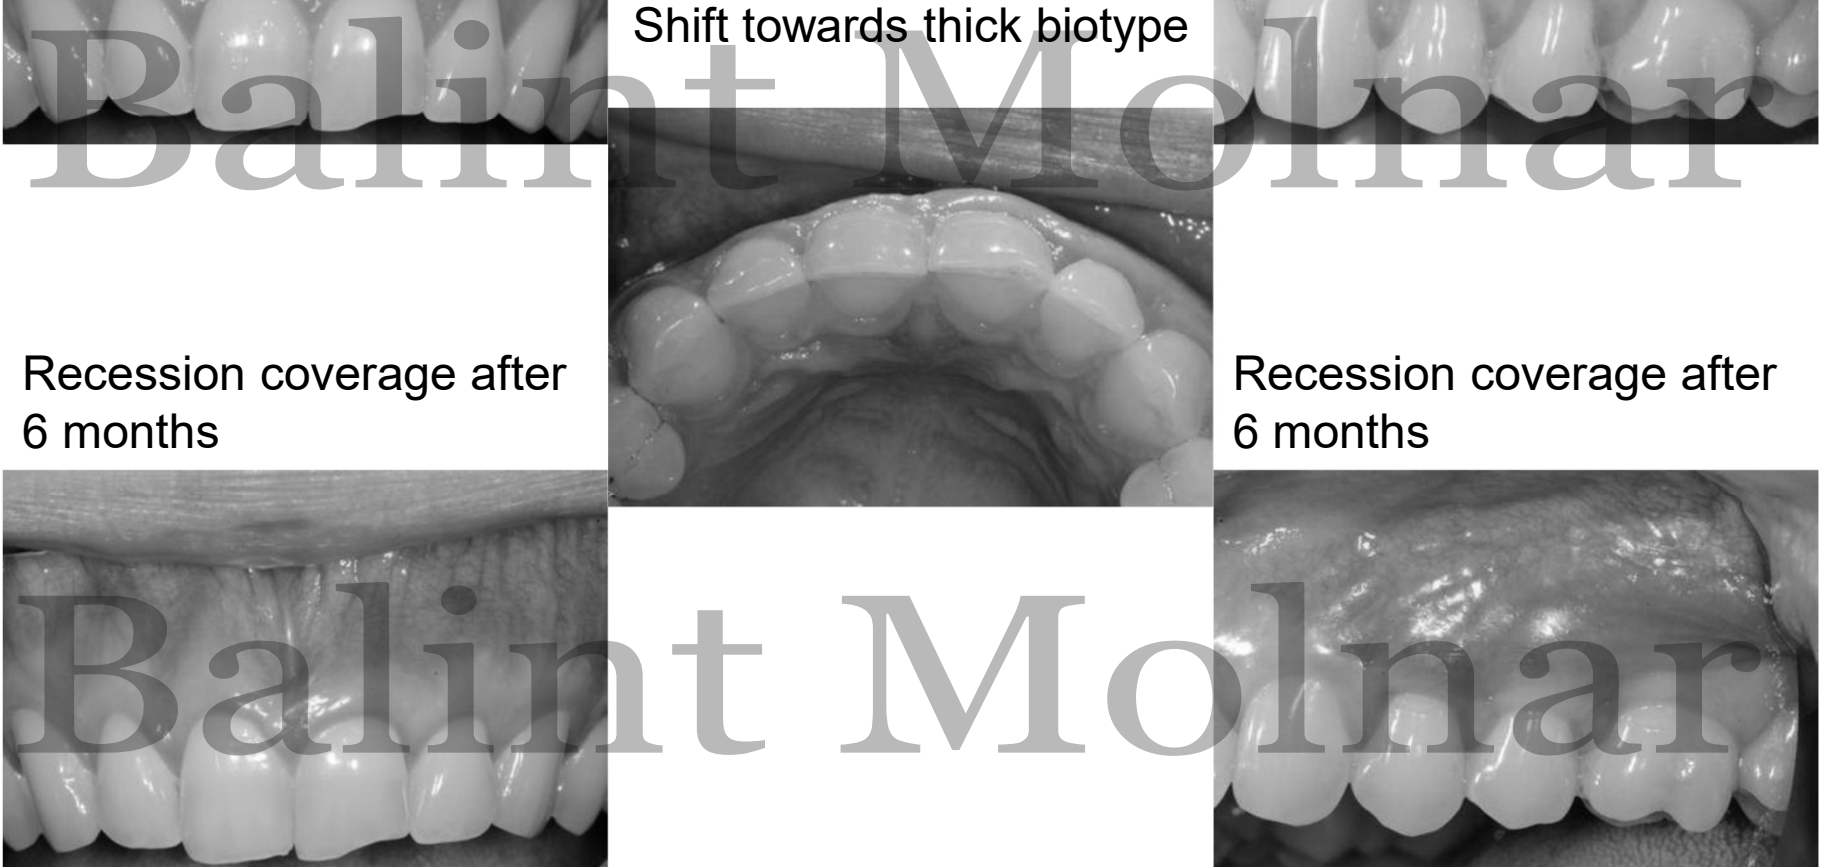 Shift towards thick biotype
Balint Molnar
Recession coverage after
6 months
Recession coverage after
6 months
Balint Molnar